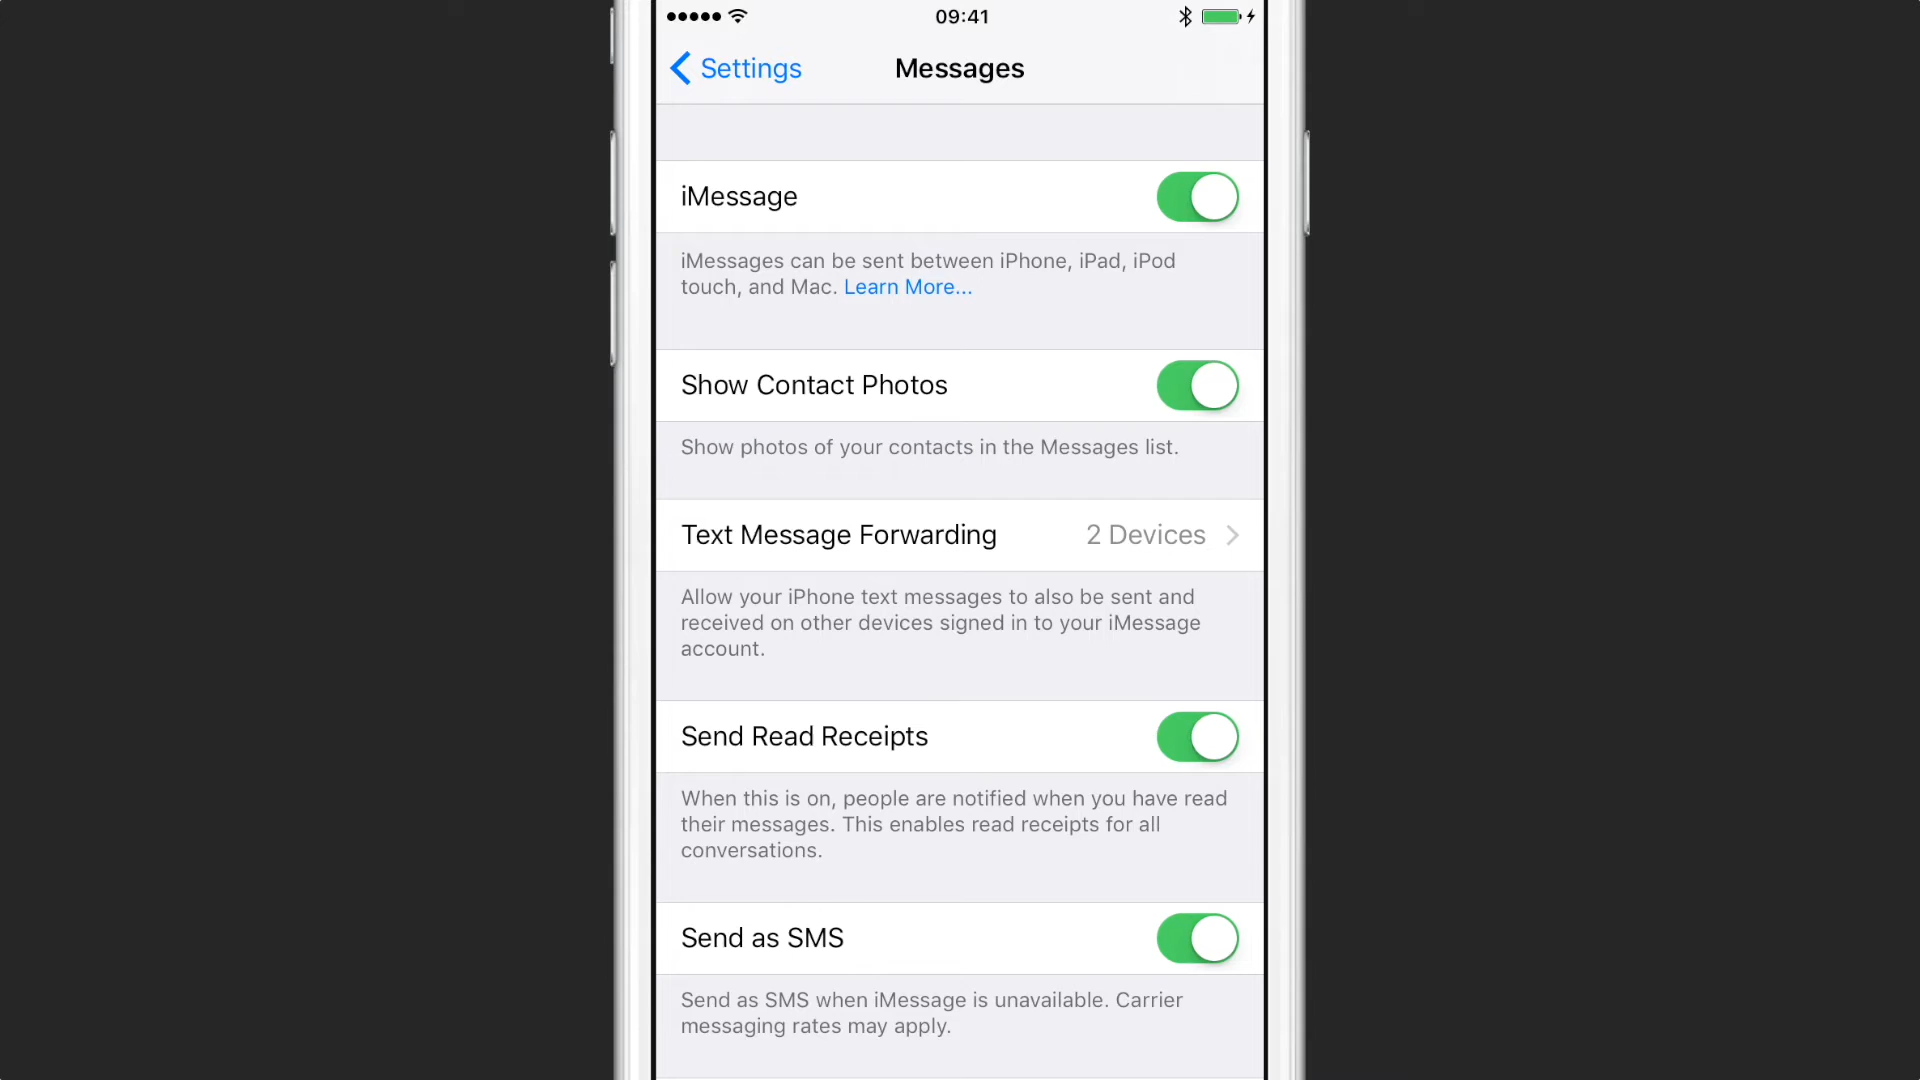 09:41
Settings
Messages
iMessage
iMessages can be sent between iPhone, iPad, iPod
touch, and Mac. Learn More...
Show Contact Photos
Show photos of your contacts in the Messages list.
Text Message Forwarding 2 Devices
Allow your iPhone text messages to also be sent and
received on other devices signed in to your iMessage
account.
Send Read Receipts
When this is on, people are notified when you have read
their messages. This enables read receipts for all
conversations.
Send as SMS
Send as SMS when iMessage is unavailable. Carrier
messaging rates may apply.